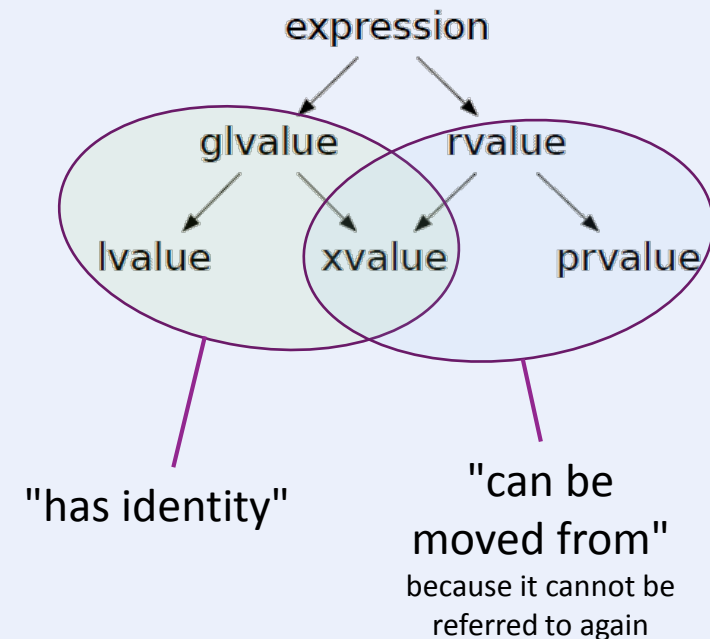 expression
glvalue rvalue
lvalue xvalue prvalue
"has identity"
"can be
moved from"
because it cannot be
referred to again